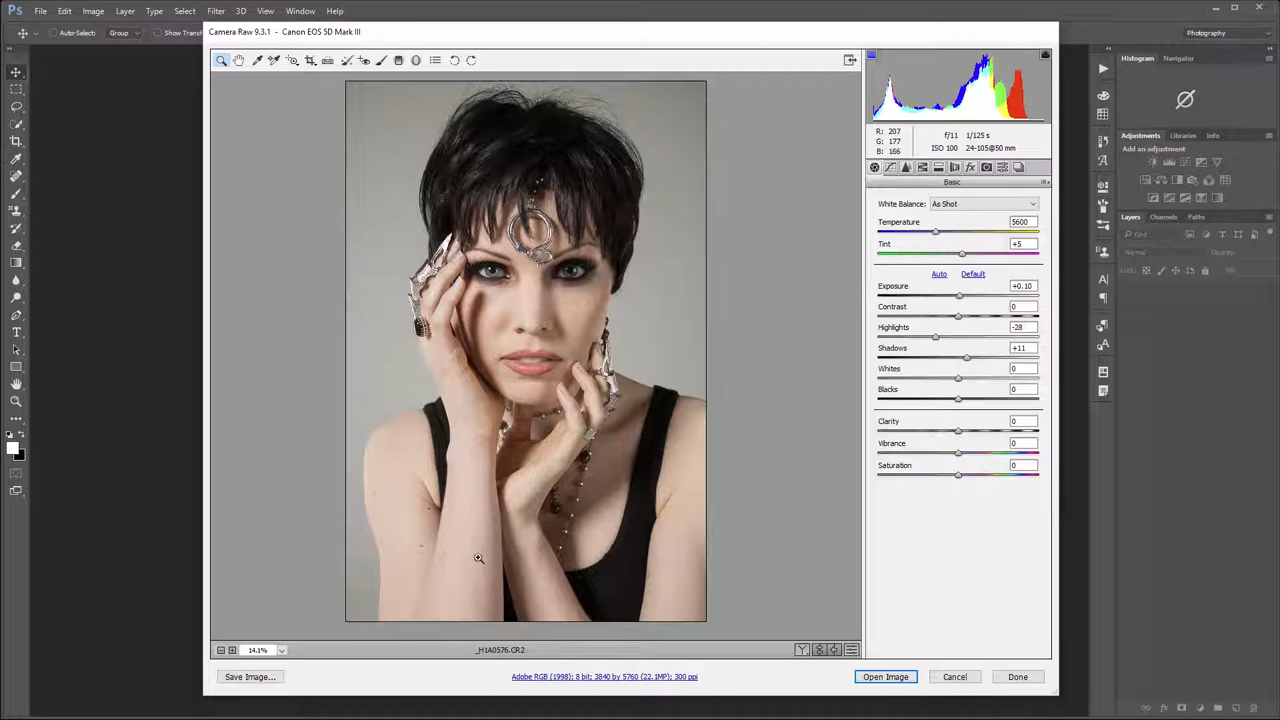 Ps File Edit Image Layer Type Select Filter 3D View Window Help
Auto-Select: Group Show Trans
Photography
Camera Raw 9.3.1 - Canon EOS 5D Mark III
Histogram Navigator
R: 207 f/11 1/125 s
G: 177 ISO 100 24-105@50 mm
B: 166
Adjustments Libraries Info
Add an adjustment
Basic
White Balance: As Shot
Temperature 5600
Tint +5
Auto Default
Exposure +0.10
Contrast 0
Highlights -28
Shadows +11
Whites 0
Blacks 0
Clarity 0
Vibrance 0
Saturation 0
Layers Channels Paths
Kind
Normal Opacity:
Lock: Fill:
14.1% _H1A0576.CR2
Save Image... Adobe RGB (1998); 8 bit; 3840 by 5760 (22.1MP); 300 ppi Open Image Cancel Done